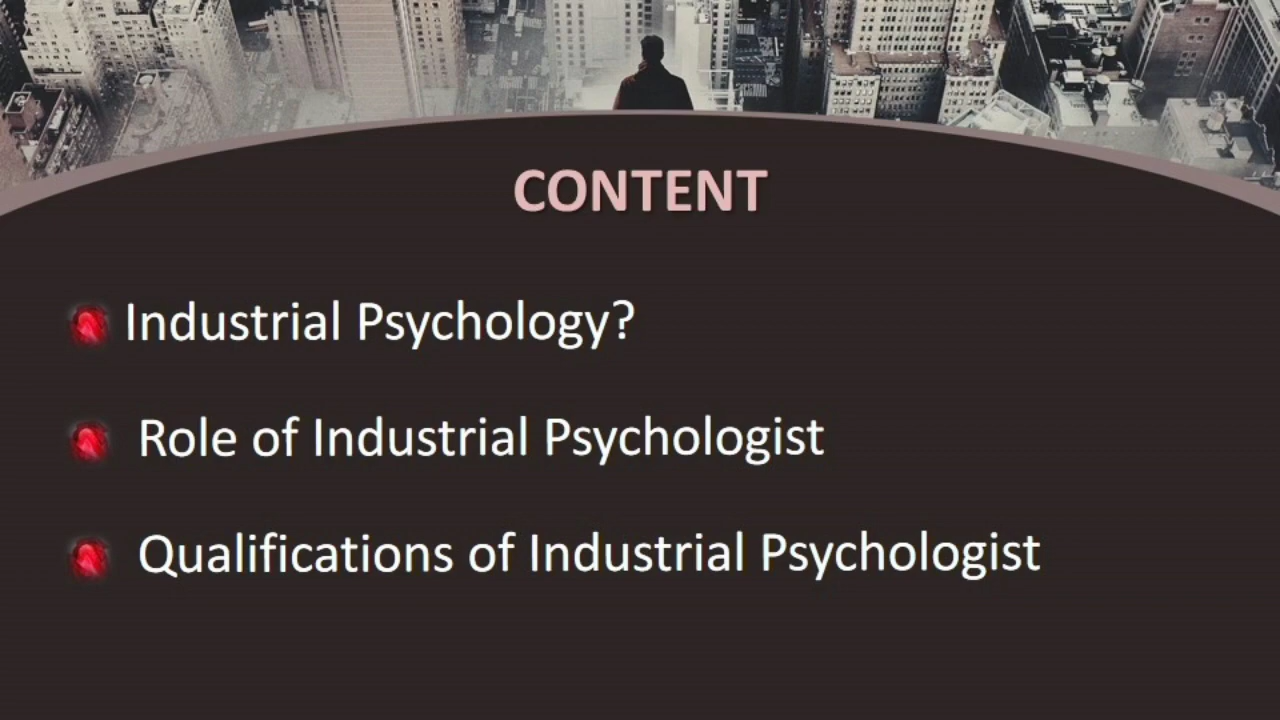 CONTENT
Industrial Psychology?
Role of Industrial Psychologist
Qualifications of Industrial Psychologist